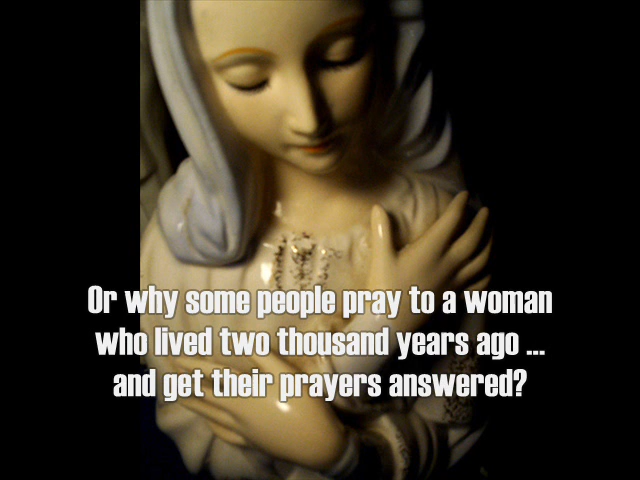 Or why some people pray to a woman
who lived two thousand years ago ...
and get their prayers answered?